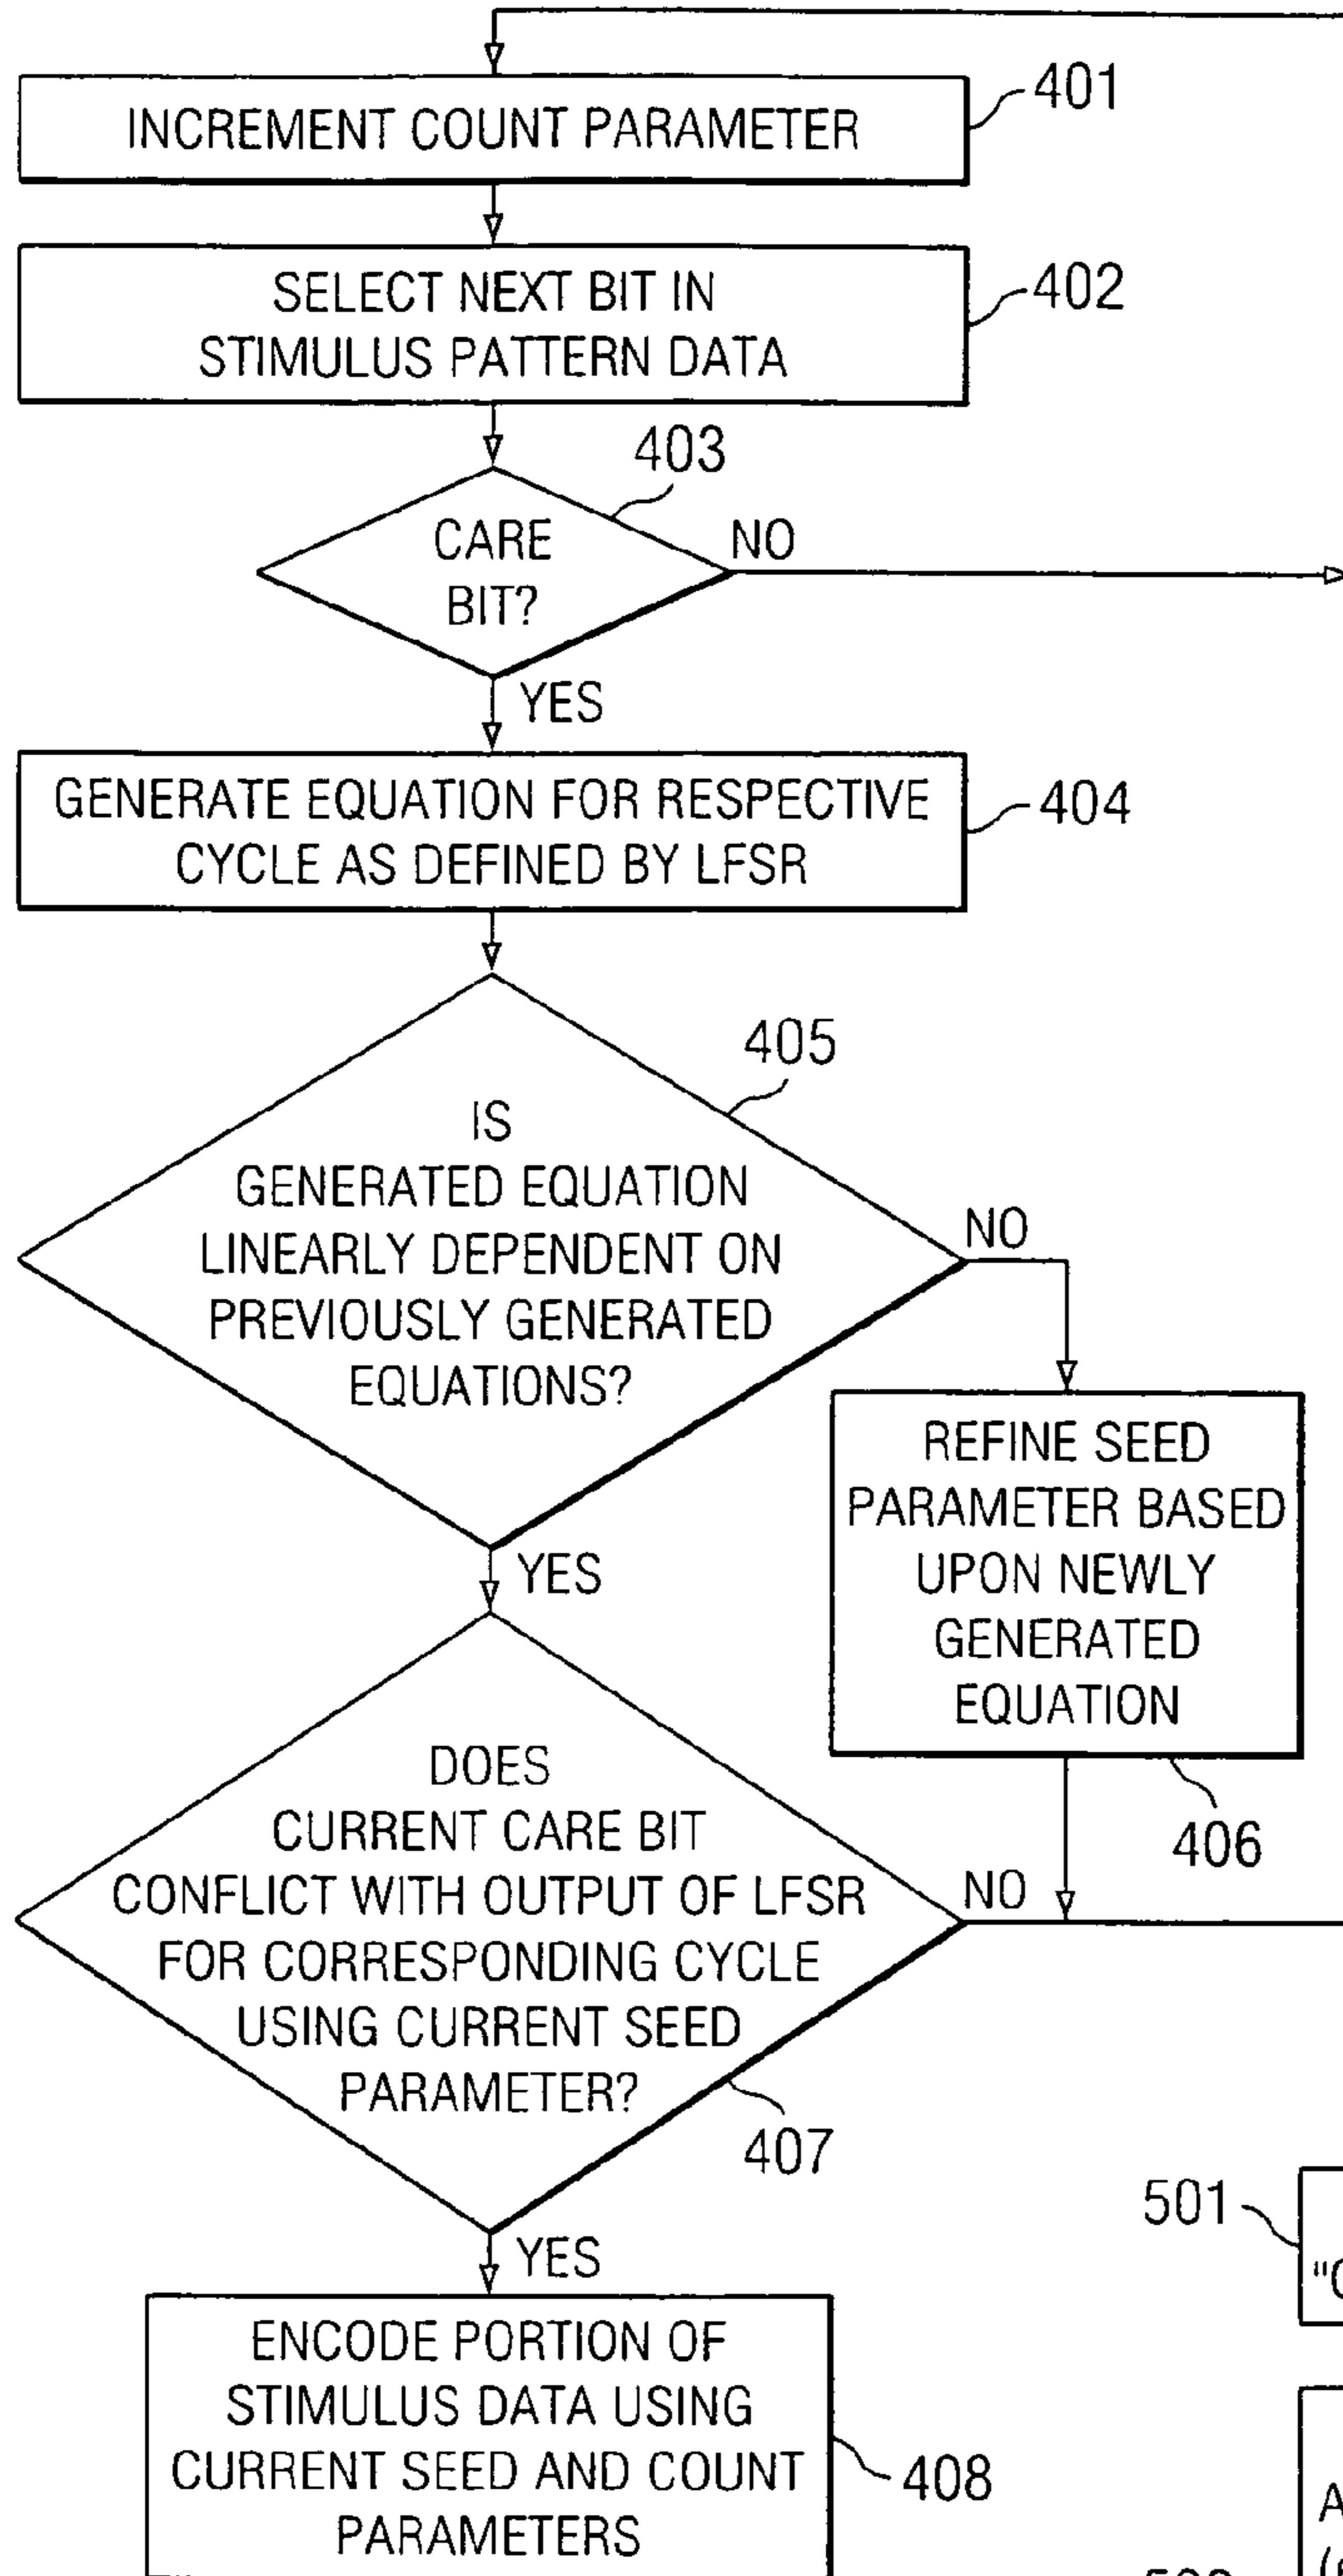 INCREMENT COUNT PARAMETER
401
SELECT NEXT BIT IN
STIMULUS PATTERN DATA
402
403
CARE
BIT?
NO
YES
GENERATE EQUATION FOR RESPECTIVE
CYCLE AS DEFINED BY LFSR
404
405
IS
GENERATED EQUATION
LINEARLY DEPENDENT ON
PREVIOUSLY GENERATED
EQUATIONS?
NO
YES
REFINE SEED
PARAMETER BASED
UPON NEWLY
GENERATED
EQUATION
406
DOES
CURRENT CARE BIT
CONFLICT WITH OUTPUT OF LFSR
FOR CORRESPONDING CYCLE
USING CURRENT SEED
PARAMETER?
NO
407
YES
501
ENCODE PORTION OF
STIMULUS DATA USING
CURRENT SEED AND COUNT
PARAMETERS
408
A